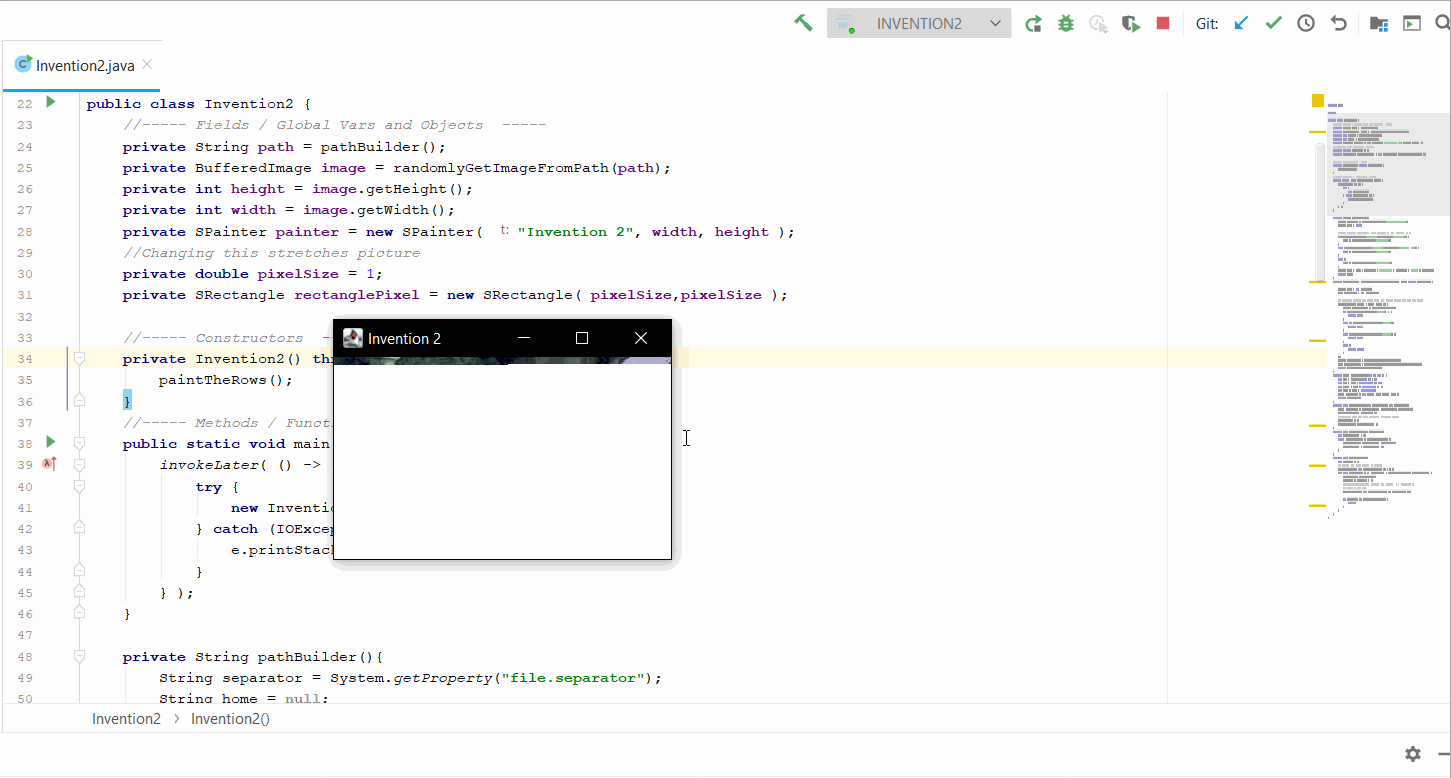 INVENTION2 Git:
Invention2.java
22 public class Invention2 {
23 //----- Fields / Global Vars and Objects -----
24 private String path = pathBuilder();
25 private BufferedImage image = randomlyGetImageFromPath(path);
26 private int height = image.getHeight();
27 private int width = image.getWidth();
28 private SPainter painter = new SPainter( t: "Invention 2", width, height );
29 //Changing this stretches picture
30 private double pixelSize = 1;
31 private SRectangle rectanglePixel = new SRectangle( pixelSize,pixelSize );
32
33 //----- Constructors -
Invention 2
34 private Invention2() thr
35 paintTheRows();
36 }
37 //----- Methods / Funct
38 public static void main
39 invokeLater( () ->
40 try {
41 new Inventio
42 } catch (IOExcep
43 e.printStac
44 }
45 } );
46 }
47
48 private String pathBuilder(){
49 String separator = System.getProperty("file.separator");
50 String home = null;
Invention2 > Invention2()